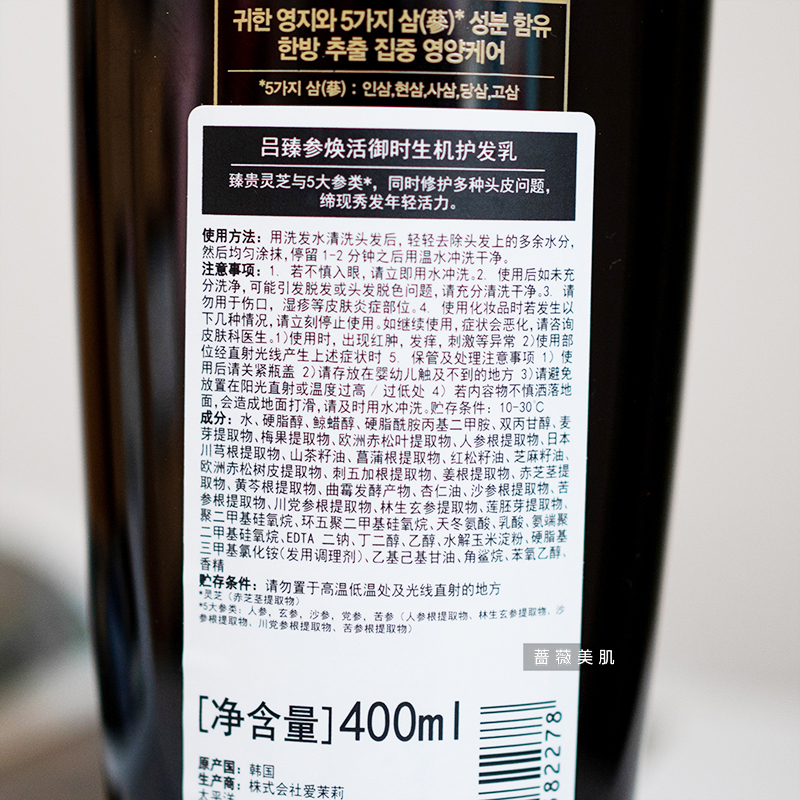 귀한 영지와 5가지 삼(蔘)* 성분 함유
한방 추출 집중 영양케어
*5가지 삼(蔘) : 인삼,현삼,사삼,당삼,고삼
吕臻参焕活御时生机护发乳
臻贵灵芝与5大参类*，同时修护多种头皮问题，
缔现秀发年轻活力。
使用方法：用洗发水清洗头发后，轻轻去除头发上的多余水分，
然后均匀涂抹，停留1-2分钟之后用温水冲洗干净。
注意事项：1. 若不慎入眼，请立即用水冲洗。2. 使用后如未充
分洗净，可能引发脱发或头发脱色问题，请充分清洗干净。3. 请
勿用于伤口，湿疹等皮肤炎症部位。4. 使用化妆品时若发生以
下几种情况，请立刻停止使用。如继续使用，症状会恶化，请咨询
皮肤科医生。1)使用时，出现红肿，发痒，刺激等异常 2)使用部
位经直射光线产生上述症状时 5. 保管及处理注意事项 1) 使
用后请关紧瓶盖 2)请存放在婴幼儿触及不到的地方 3)请避免
放置在阳光直射或温度过高／过低处 4) 若内容物不慎洒落地
面，会造成地面打滑，请及时用水冲洗。贮存条件：10-30℃
成分：水、硬脂醇、鲸蜡醇、硬脂酰胺丙基二甲胺、双丙甘醇、麦
芽提取物、梅果提取物、欧洲赤松叶提取物、人参根提取物、日本
川芎根提取物、山茶籽油、菖蒲根提取物、红松籽油、芝麻籽油、
欧洲赤松树皮提取物、刺五加根提取物、姜根提取物、赤芝茎提
取物、黄芩根提取物、曲霉发酵产物、杏仁油、沙参根提取物、苦
参根提取物、川党参根提取物、林生玄参提取物、莲胚芽提取物、
聚二甲基硅氧烷、环五聚二甲基硅氧烷、天冬氨酸、乳酸、氨端聚
二甲基硅氧烷、EDTA 二钠、丁二醇、乙醇、水解玉米淀粉、硬脂基
三甲基氯化铵(发用调理剂)、乙基己基甘油、角鲨烷、苯氧乙醇、
香精
贮存条件：请勿置于高温低温处及光线直射的地方
*灵芝（赤芝茎提取物）
*5大参类：人参，玄参，沙参，党参，苦参（人参根提取物、林生玄参提取物、沙
参根提取物、川党参根提取物、苦参根提取物）
蔷薇美肌
[净含量]400ml
82278
原产国：韩国
生产商：株式会社爱茉莉
太平洋